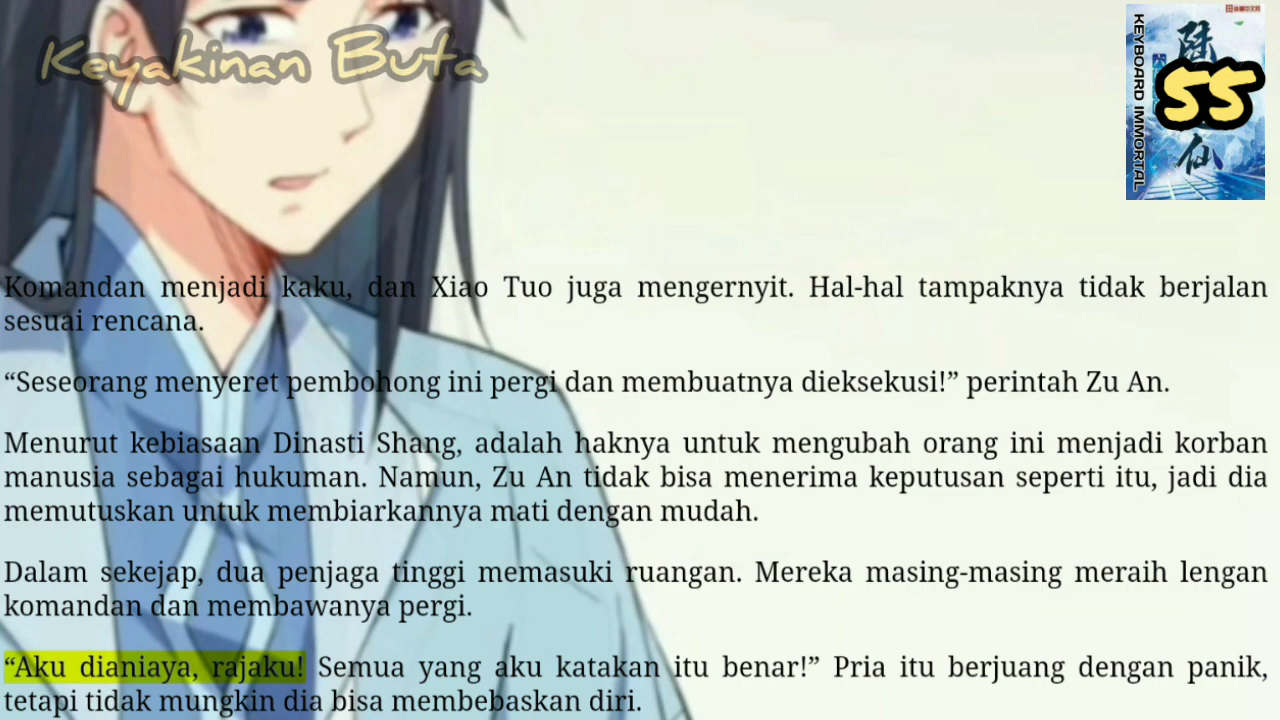 Keyakinan Buta
KEYBOARD IMMORTAL
陆
55
仙
Komandan menjadi kaku, dan Xiao Tuo juga mengernyit. Hal-hal tampaknya tidak berjalan
sesuai rencana.
“Seseorang menyeret pembohong ini pergi dan membuatnya dieksekusi!” perintah Zu An.
Menurut kebiasaan Dinasti Shang, adalah haknya untuk mengubah orang ini menjadi korban
manusia sebagai hukuman. Namun, Zu An tidak bisa menerima keputusan seperti itu, jadi dia
memutuskan untuk membiarkannya mati dengan mudah.
Dalam sekejap, dua penjaga tinggi memasuki ruangan. Mereka masing-masing meraih lengan
komandan dan membawanya pergi.
“Aku dianiaya, rajaku! Semua yang aku katakan itu benar!” Pria itu berjuang dengan panik,
tetapi tidak mungkin dia bisa membebaskan diri.